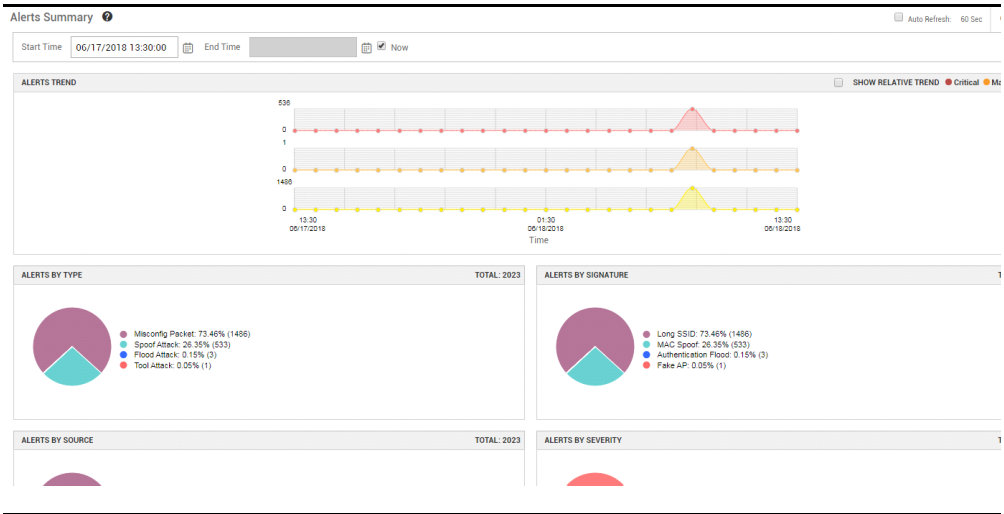 Alerts Summary ?
Auto Refresh: 60 Sec
Start Time 06/17/2018 13:30:00 End Time Now
ALERTS TREND
SHOW RELATIVE TREND Critical Ma
536
0
1
0
1486
0
13:30 01:30 13:30
06/17/2018 06/18/2018 06/18/2018
Time
ALERTS BY TYPE TOTAL: 2023
Misconfig Packet: 73.46% (1486)
Spoof Attack: 26.35% (533)
Flood Attack: 0.15% (3)
Tool Attack: 0.05% (1)
ALERTS BY SIGNATURE T
Long SSID: 73.46% (1486)
MAC Spoof: 26.35% (533)
Authentication Flood: 0.15% (3)
Fake AP: 0.05% (1)
ALERTS BY SOURCE TOTAL: 2023
ALERTS BY SEVERITY T